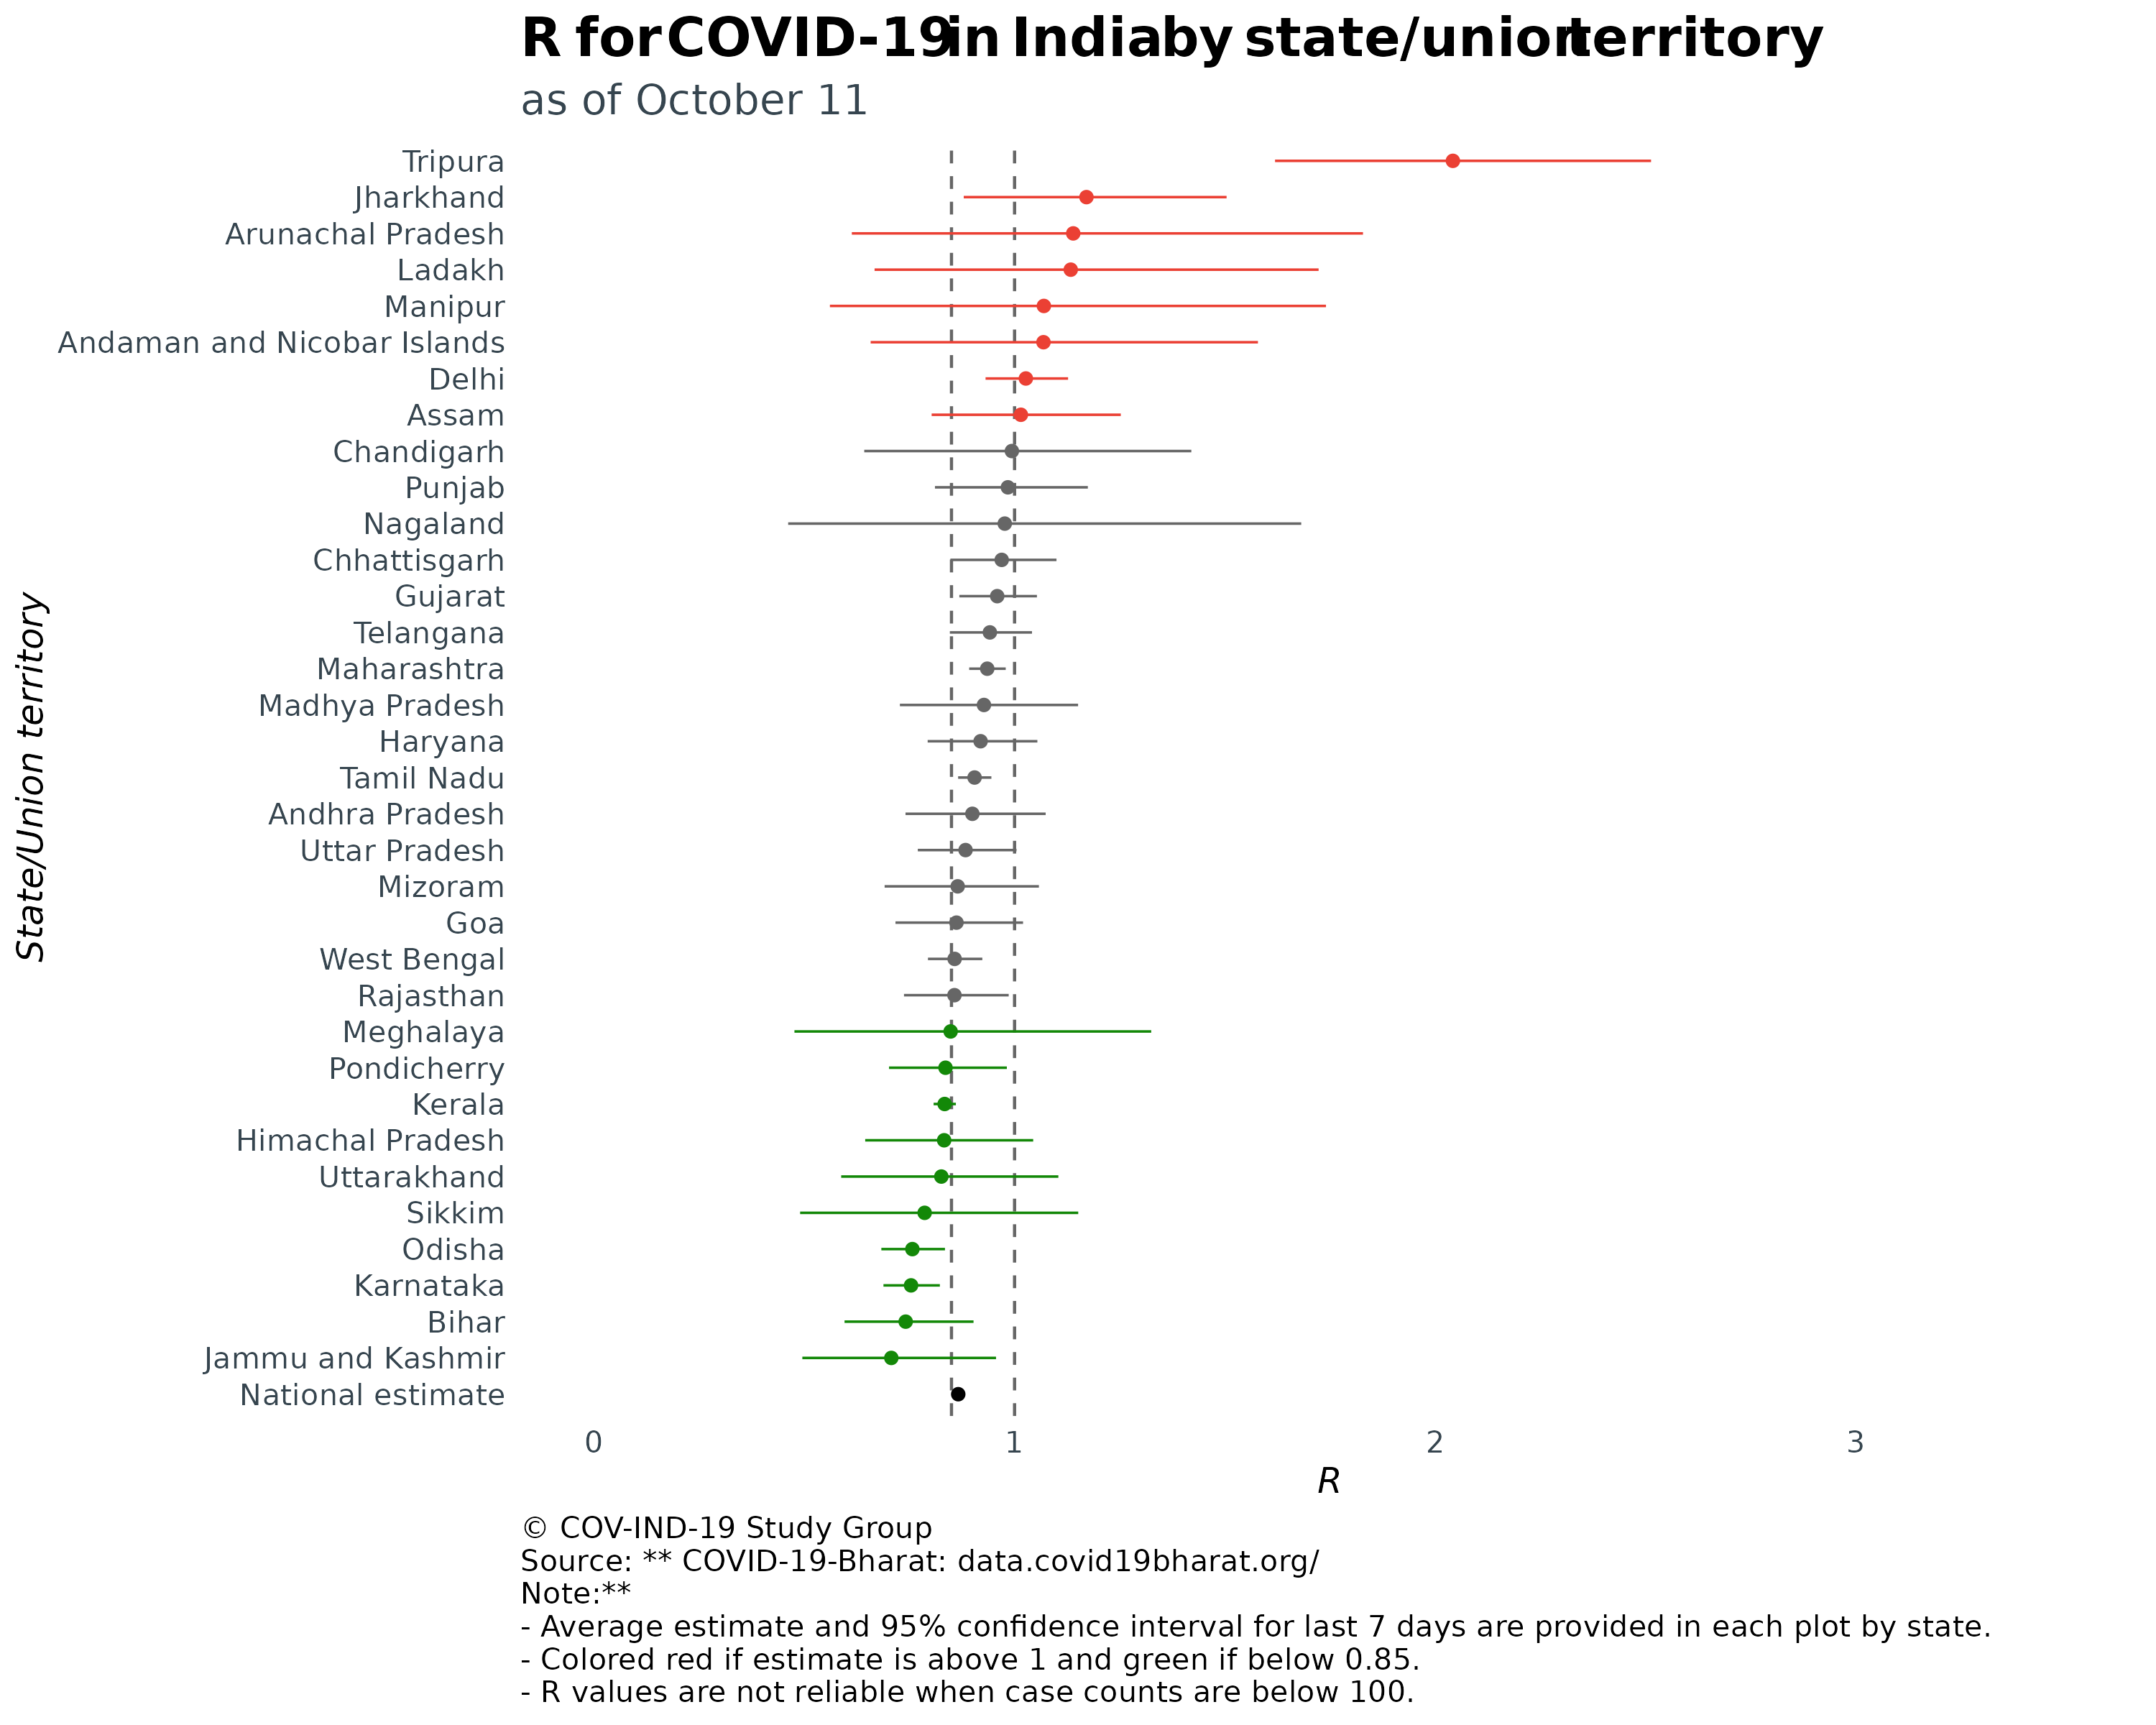 R for COVID-19 in India by state/union territory
as of October 11
Tripura
Jharkhand
Arunachal Pradesh
Ladakh
Manipur
Andaman and Nicobar Islands
Delhi
Assam
Chandigarh
Punjab
Nagaland
Chhattisgarh
Gujarat
Telangana
Maharashtra
Madhya Pradesh
Haryana
Tamil Nadu
Andhra Pradesh
Uttar Pradesh
Mizoram
Goa
West Bengal
Rajasthan
Meghalaya
Pondicherry
Kerala
Himachal Pradesh
Uttarakhand
Sikkim
Odisha
Karnataka
Bihar
Jammu and Kashmir
National estimate
State/Union territory
0 1 2 3
R
© COV-IND-19 Study Group
Source: ** COVID-19-Bharat: data.covid19bharat.org/
Note:**
- Average estimate and 95% confidence interval for last 7 days are provided in each plot by state.
- Colored red if estimate is above 1 and green if below 0.85.
- R values are not reliable when case counts are below 100.